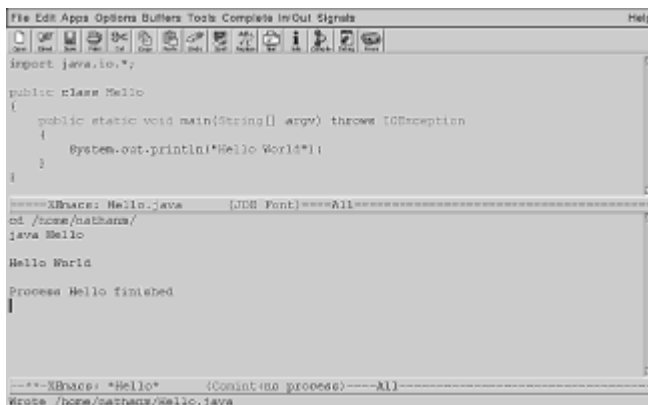 File Edit Apps Options Buffers Tools Complete In/Out Signals Help
import java.io.*;
public class Hello
{
public static void main(String[] argv) throws IOException
{
System.out.println("Hello World");
}
}
-----XEmacs: Hello.java (JDE Font)----All----
cd /home/nathanm/
java Hello
Hello World
Process Hello finished
--**-XEmacs: *Hello* (Comint:no process)----All----
Wrote /home/nathanm/Hello.java